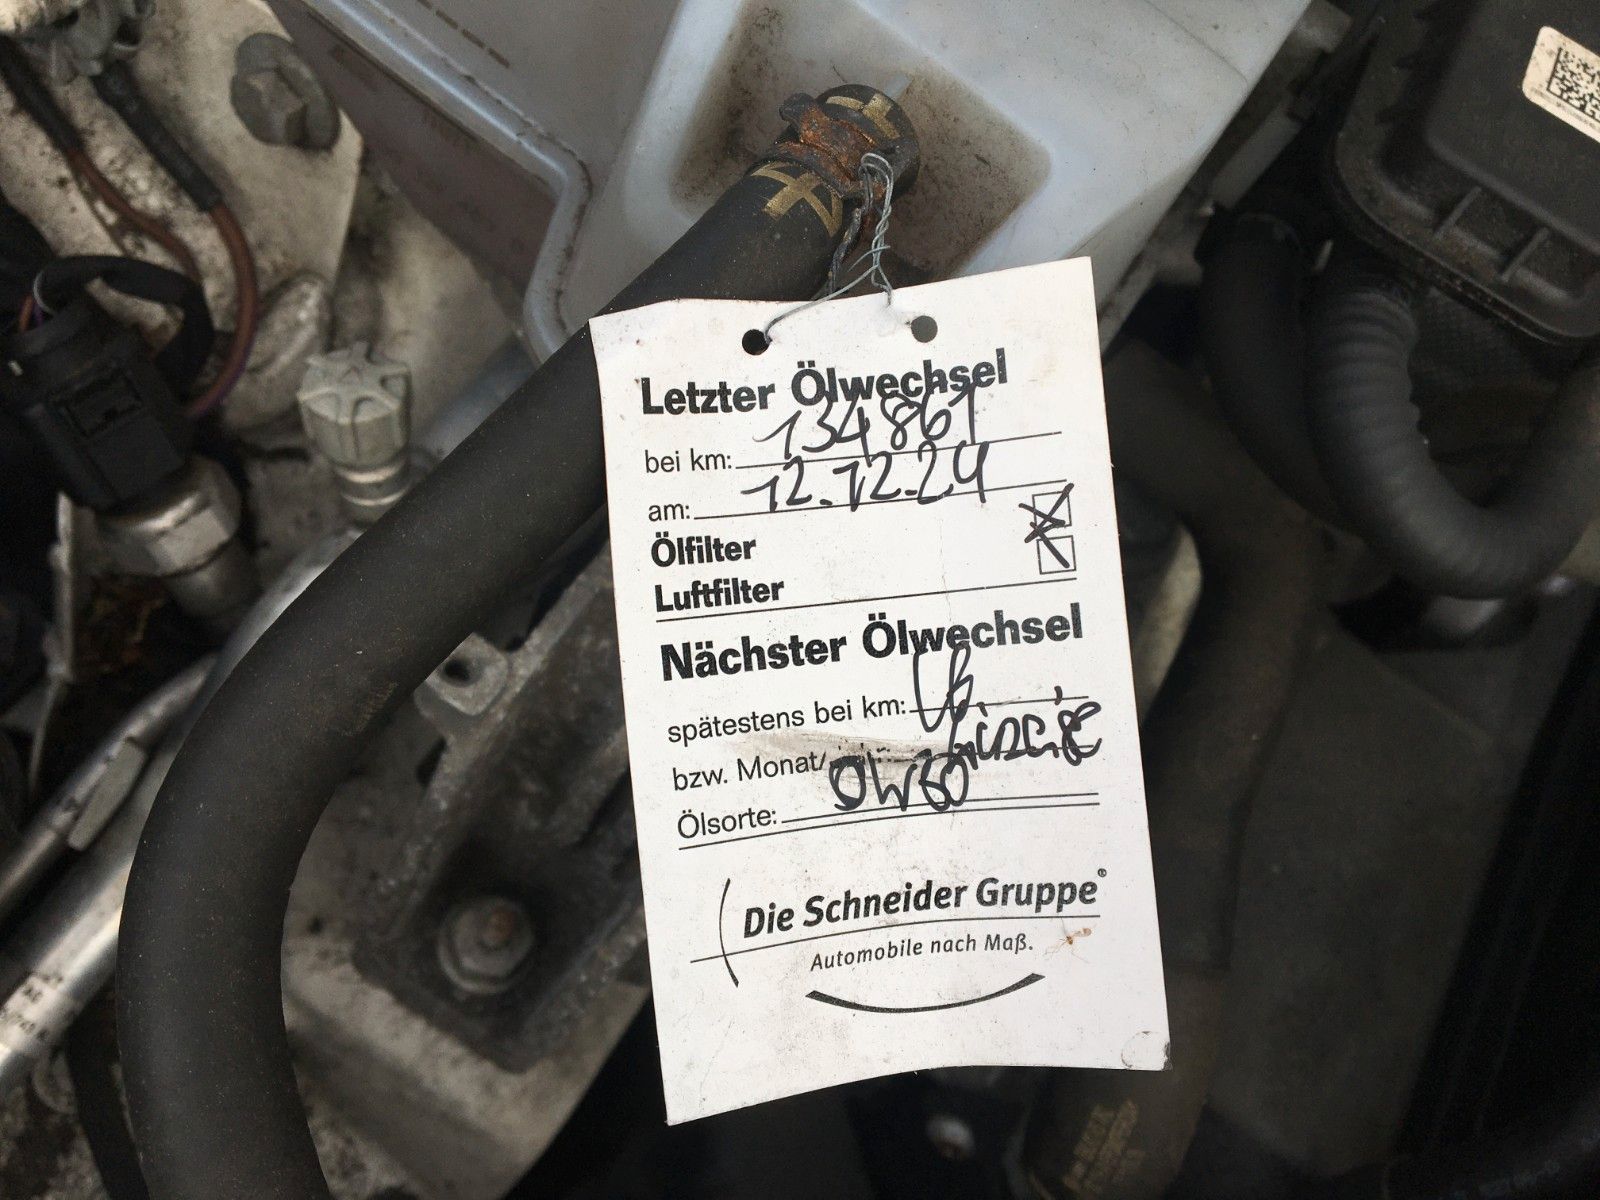 Letzter Ölwechsel
bei km: 134861
am: 12.12.24
Ölfilter
Luftfilter
Nächster Ölwechsel
spätestens bei km:
bzw. Monat/
Ölsorte: 0W30
Die Schneider Gruppe®
Automobile nach Maß.